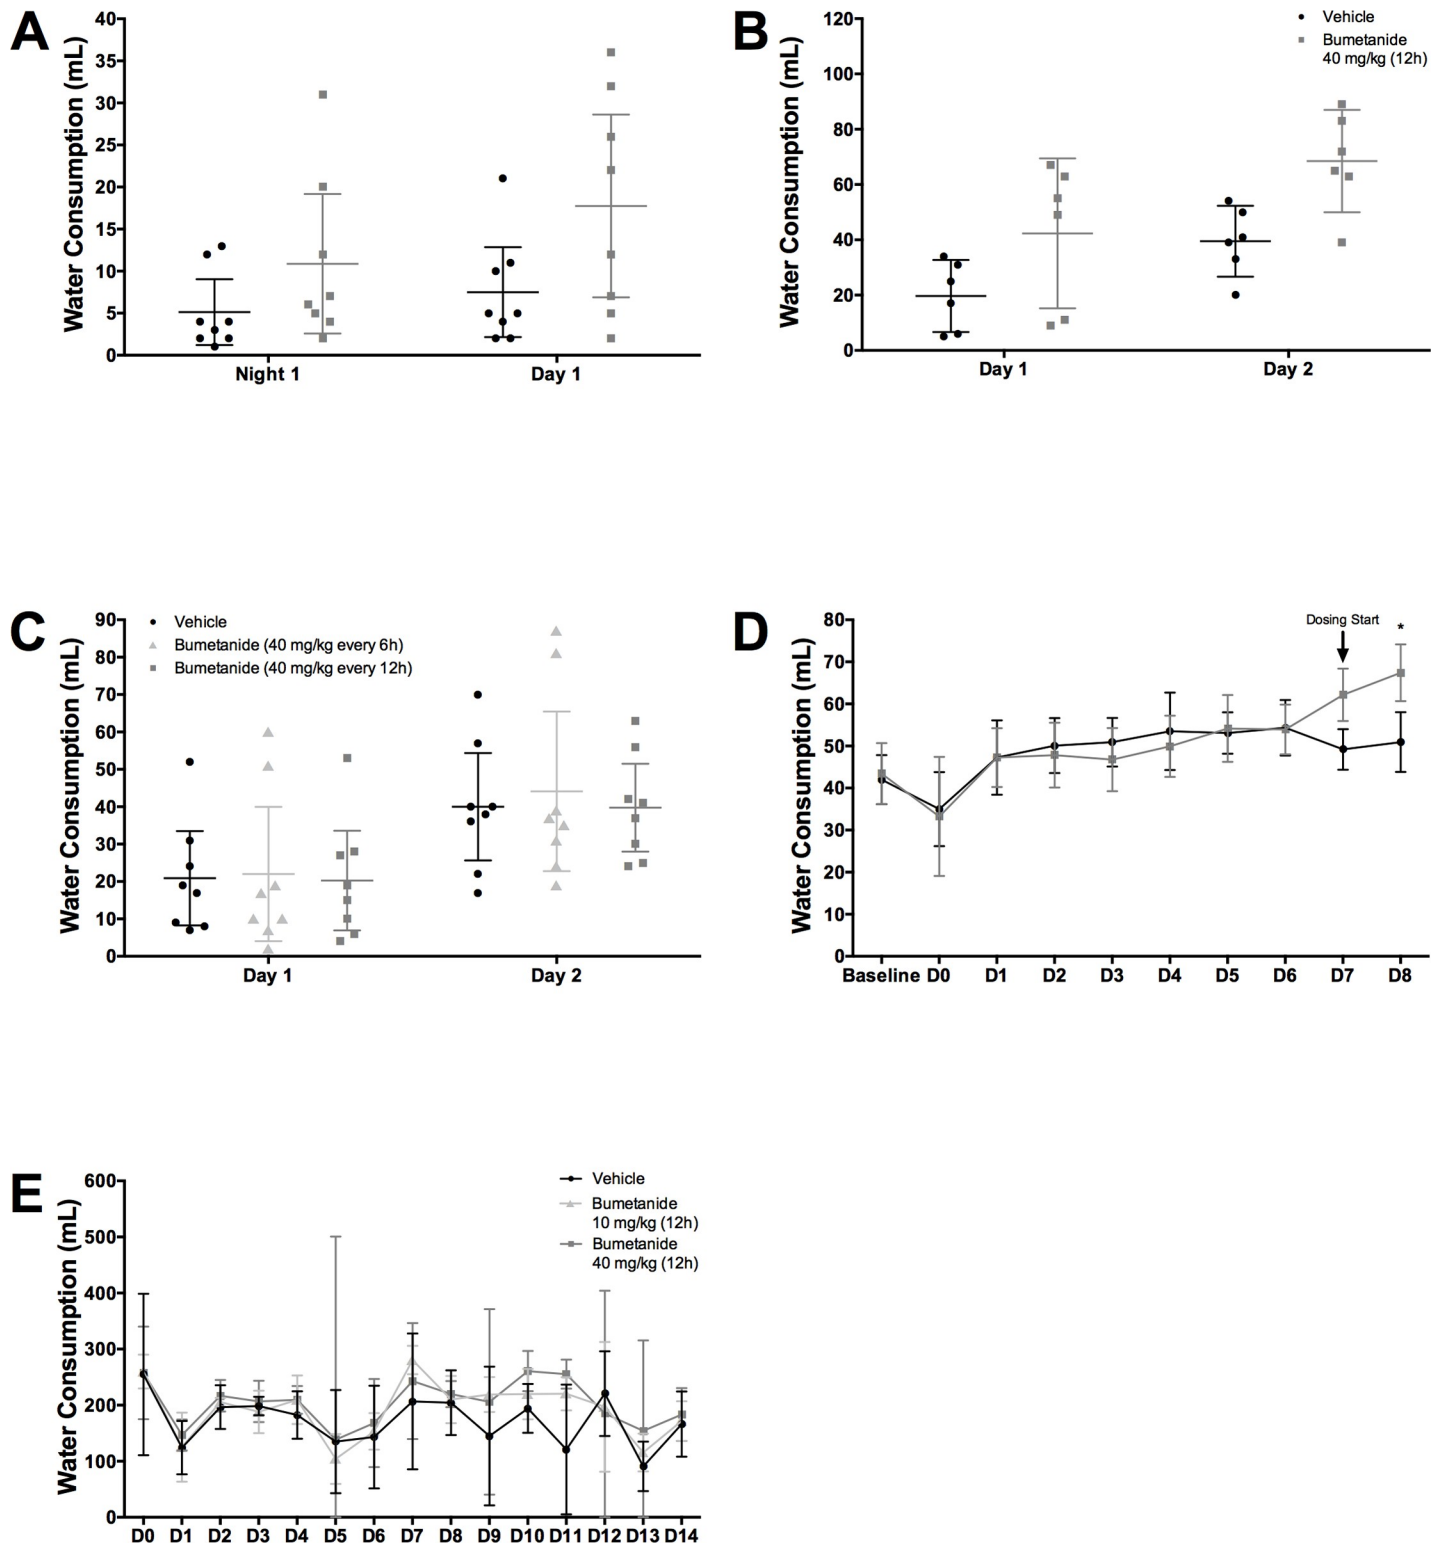 A
Water Consumption (mL)
40
35
30
25
20
15
10
5
0
Night 1
Day 1
B
Water Consumption (mL)
120
100
80
60
40
20
0
Day 1
Day 2
Vehicle
Bumetanide
40 mg/kg (12h)
C
Water Consumption (mL)
90
80
70
60
50
40
30
20
10
0
Day 1
Day 2
Vehicle
Bumetanide (40 mg/kg every 6h)
Bumetanide (40 mg/kg every 12h)
D
Water Consumption (mL)
80
70
60
50
40
30
20
10
0
Baseline D0 D1 D2 D3 D4 D5 D6 D7 D8
Dosing Start
*
E
Water Consumption (mL)
600
500
400
300
200
100
0
D0 D1 D2 D3 D4 D5 D6 D7 D8 D9 D10 D11 D12 D13 D14
Vehicle
Bumetanide
10 mg/kg (12h)
Bumetanide
40 mg/kg (12h)